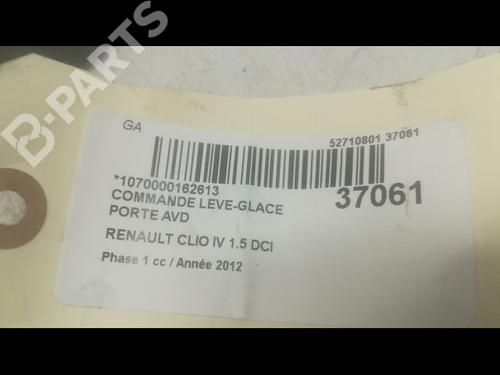 B-PARTS
GA
52710801 37061
*1070000162613
37061
COMMANDE LEVE-GLACE
PORTE AVD
RENAULT CLIO IV 1.5 DCI
Phase 1 cc / Année 2012